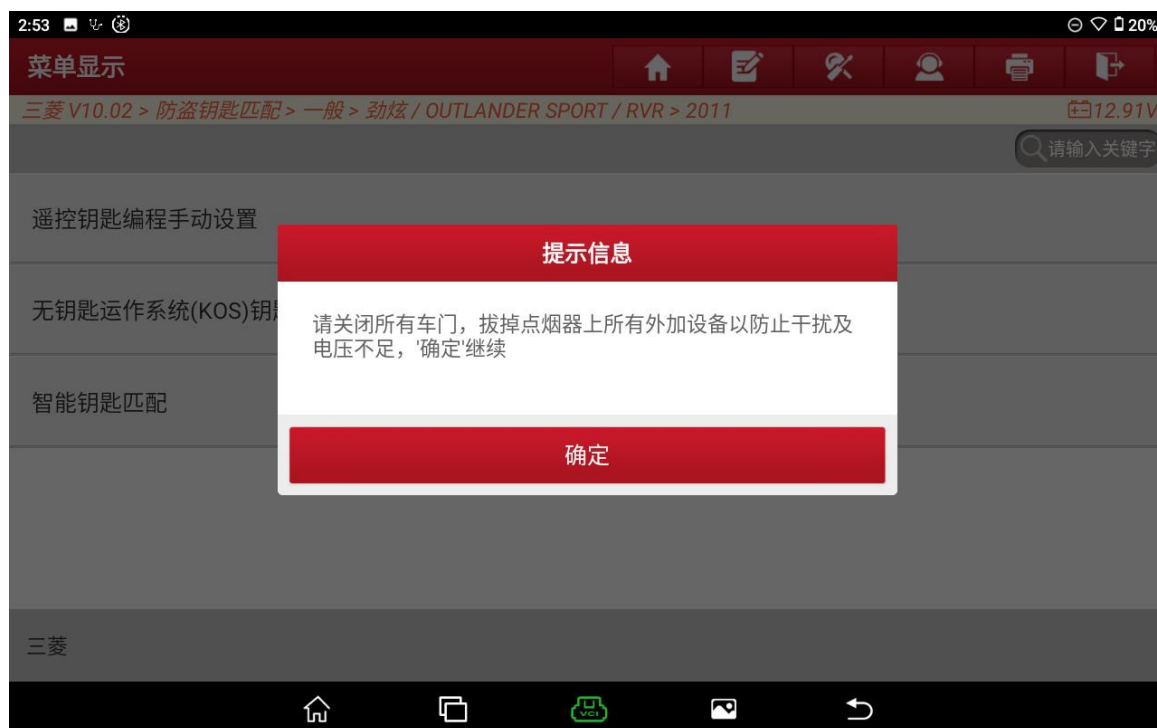 2:53
20%
菜单显示
三菱 V10.02 > 防盗钥匙匹配 > 一般 > 劲炫 / OUTLANDER SPORT / RVR > 2011
12.91V
请输入关键字
遥控钥匙编程手动设置
提示信息
无钥匙运作系统(KOS)钥
请关闭所有车门，拔掉点烟器上所有外加设备以防止干扰及
电压不足，'确定'继续
智能钥匙匹配
确定
三菱
VCI